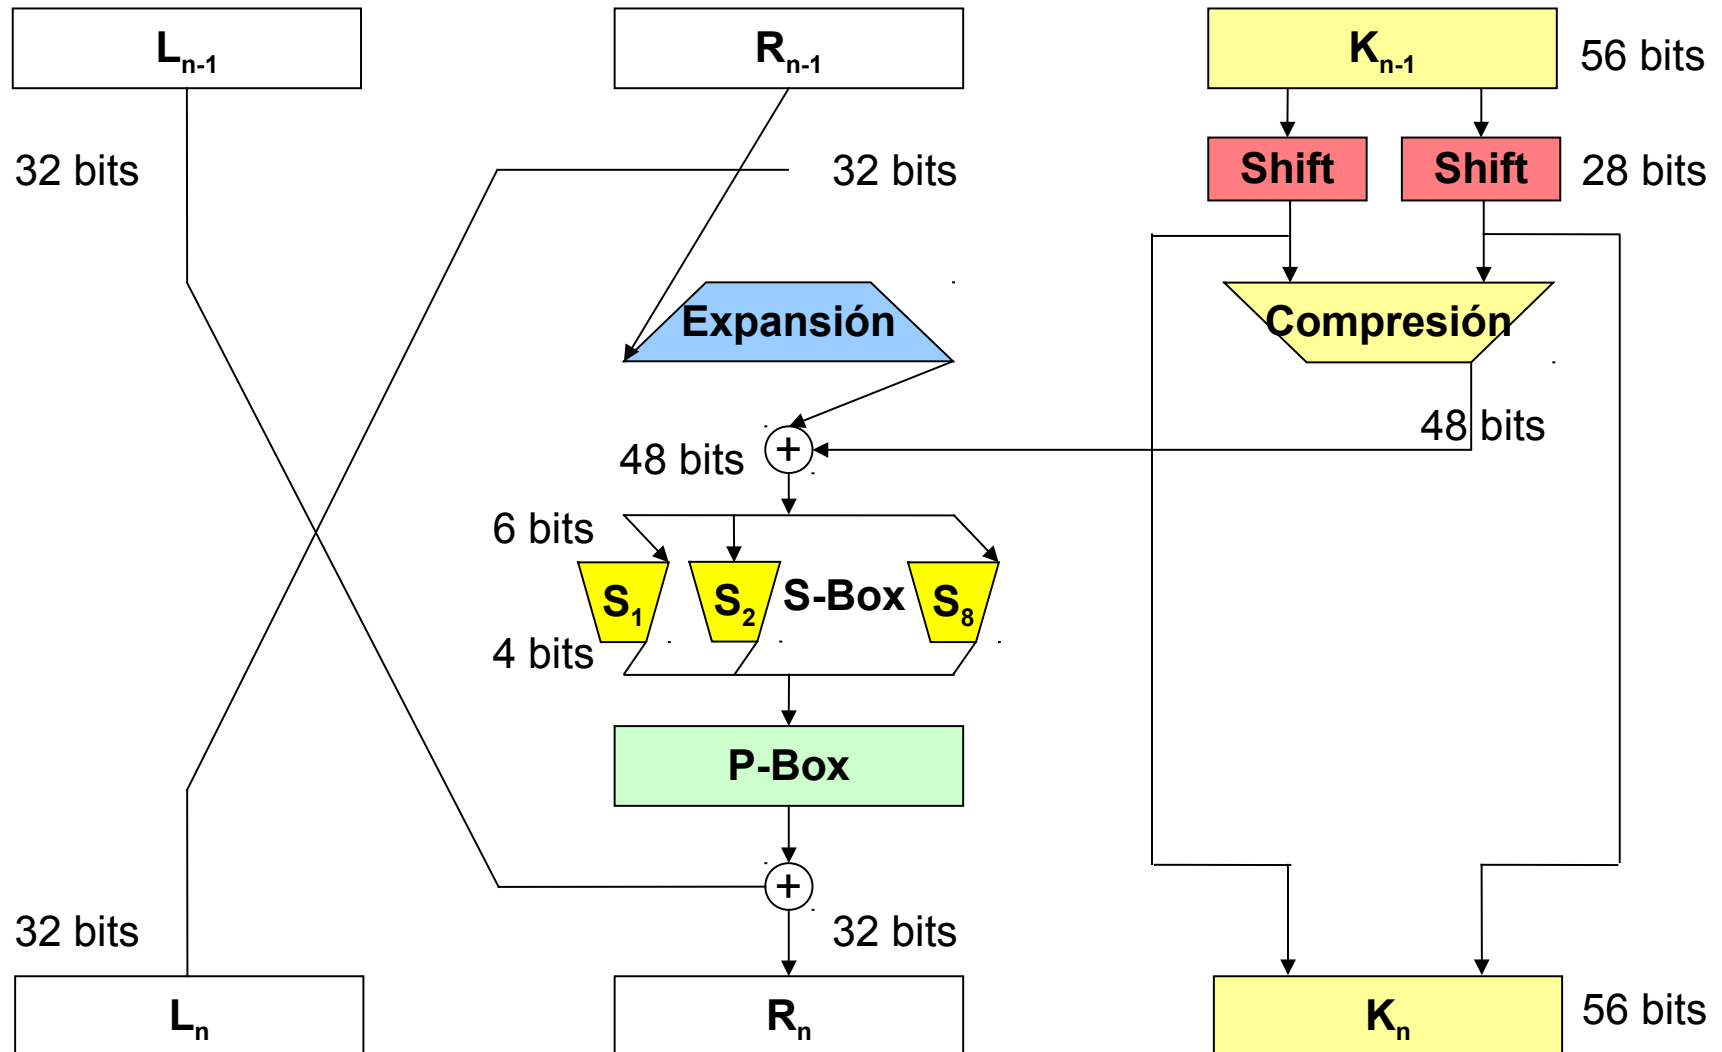 Ln-1
Rn-1
Kn-1
56 bits
32 bits
32 bits
Shift
Shift
28 bits
Expansión
Compresión
48 bits
+
48 bits
6 bits
S1
S2
S-Box
S8
4 bits
P-Box
+
32 bits
32 bits
Ln
Rn
Kn
56 bits